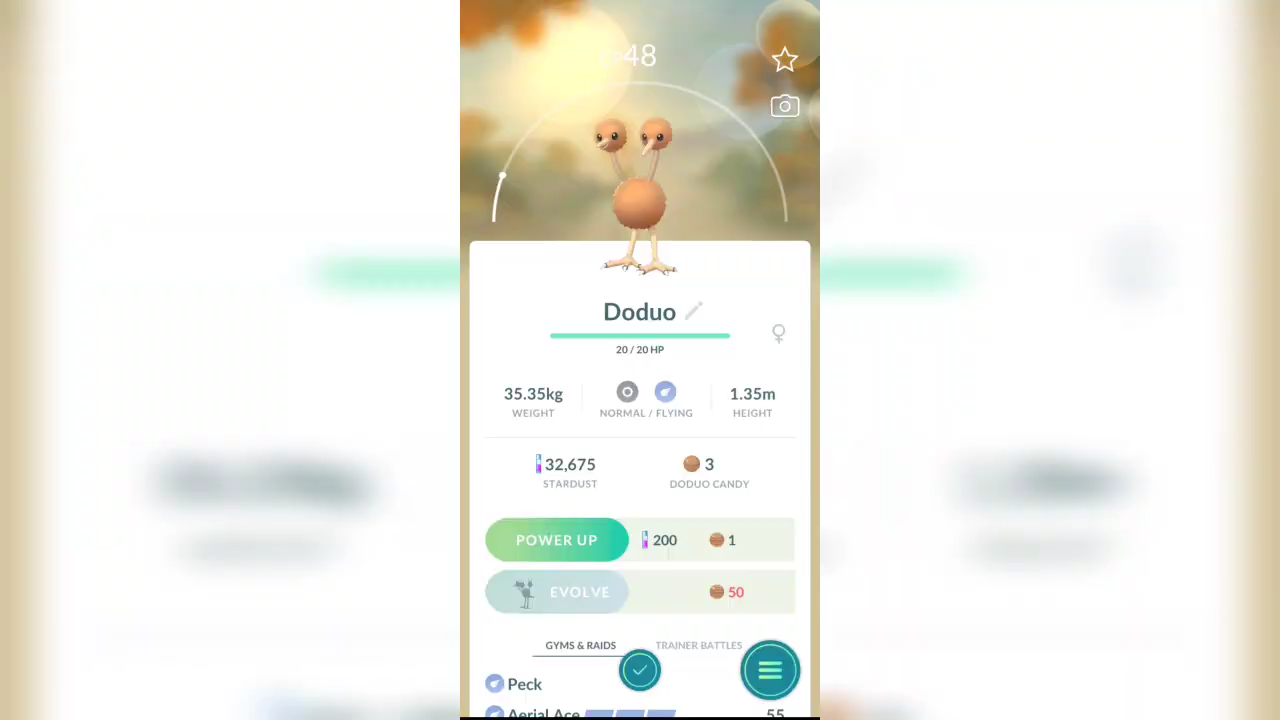 48
Doduo
20 / 20 HP
35.35kg
WEIGHT
NORMAL / FLYING
1.35m
HEIGHT
32,675
STARDUST
3
DODUO CANDY
POWER UP 200 1
EVOLVE 50
GYMS & RAIDS TRAINER BATTLES
Peck
Aerial Ace 55